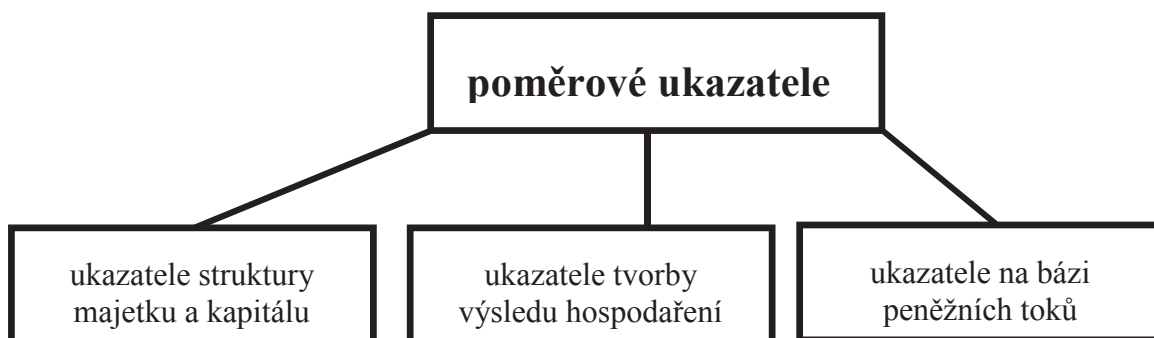 poměrové ukazatele
ukazatele struktury
majetku a kapitálu
ukazatele tvorby
výsledu hospodaření
ukazatele na bázi
peněžních toků